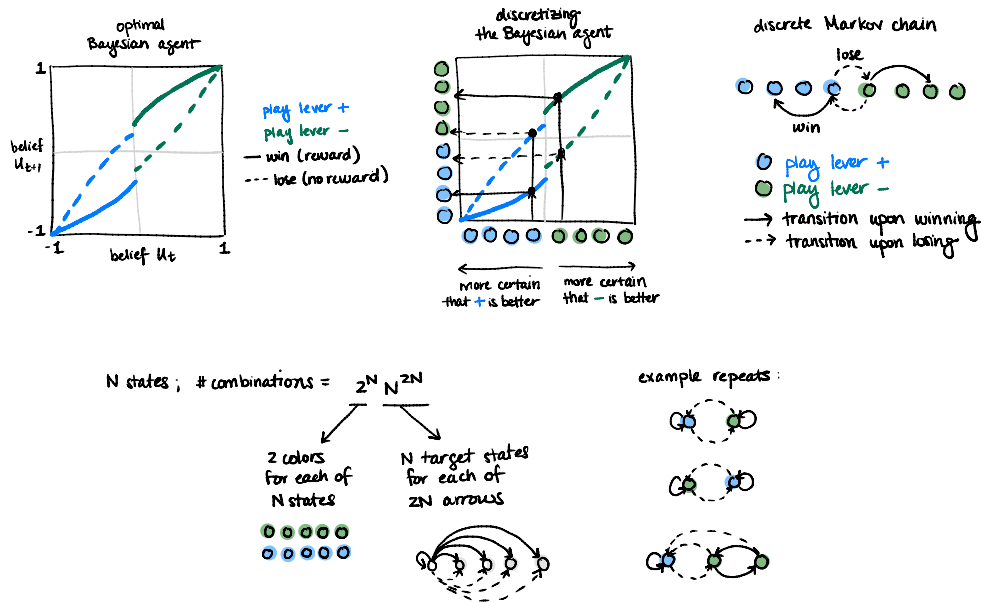 optimal
Bayesian agent
1
belief
U_{t+1}
-1
-1
1
belief U_t
play lever +
play lever -
win (reward)
lose (no reward)
discretizing
the Bayesian agent
more certain
that + is better
more certain
that - is better
discrete Markov chain
lose
win
play lever +
play lever -
transition upon winning
transition upon losing
N states; # combinations = 2^N N^{2N}
2 colors
for each of
N states
N target states
for each of
2N arrows
example repeats: